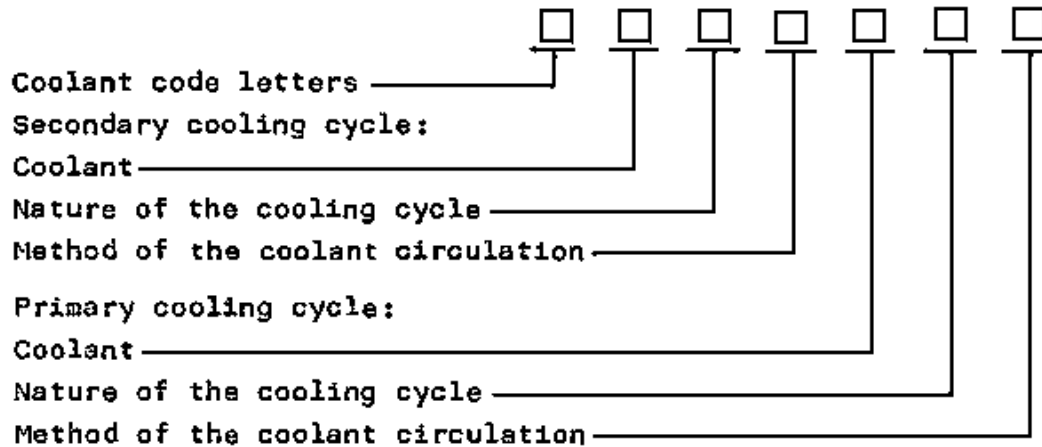 Coolant code letters
Secondary cooling cycle:
Coolant
Nature of the cooling cycle
Method of the coolant circulation
Primary cooling cycle:
Coolant
Nature of the cooling cycle
Method of the coolant circulation